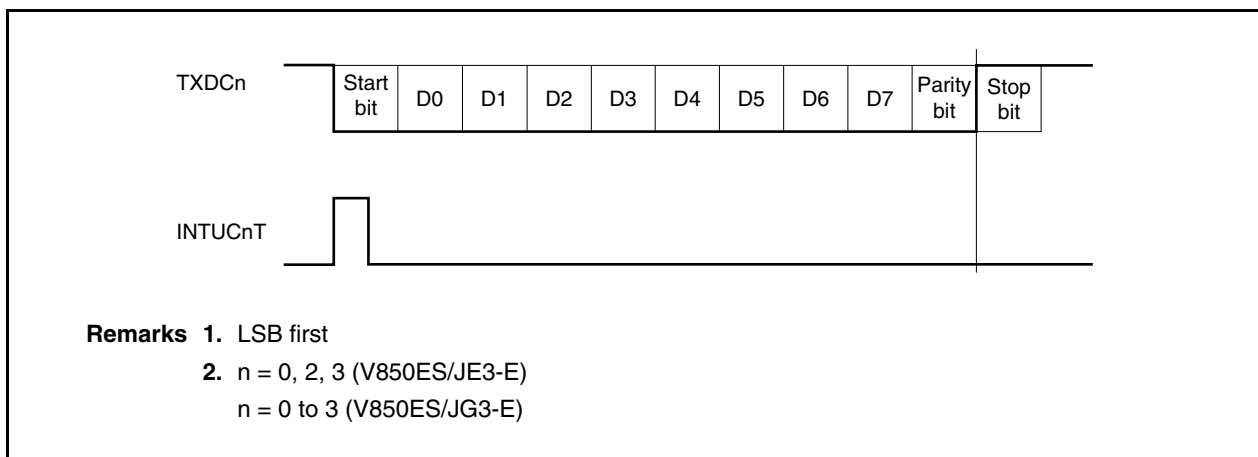 TXDCn
Start bit D0 D1 D2 D3 D4 D5 D6 D7 Parity bit Stop bit
INTUCnT
Remarks 1. LSB first
2. n = 0, 2, 3 (V850ES/JE3-E)
n = 0 to 3 (V850ES/JG3-E)